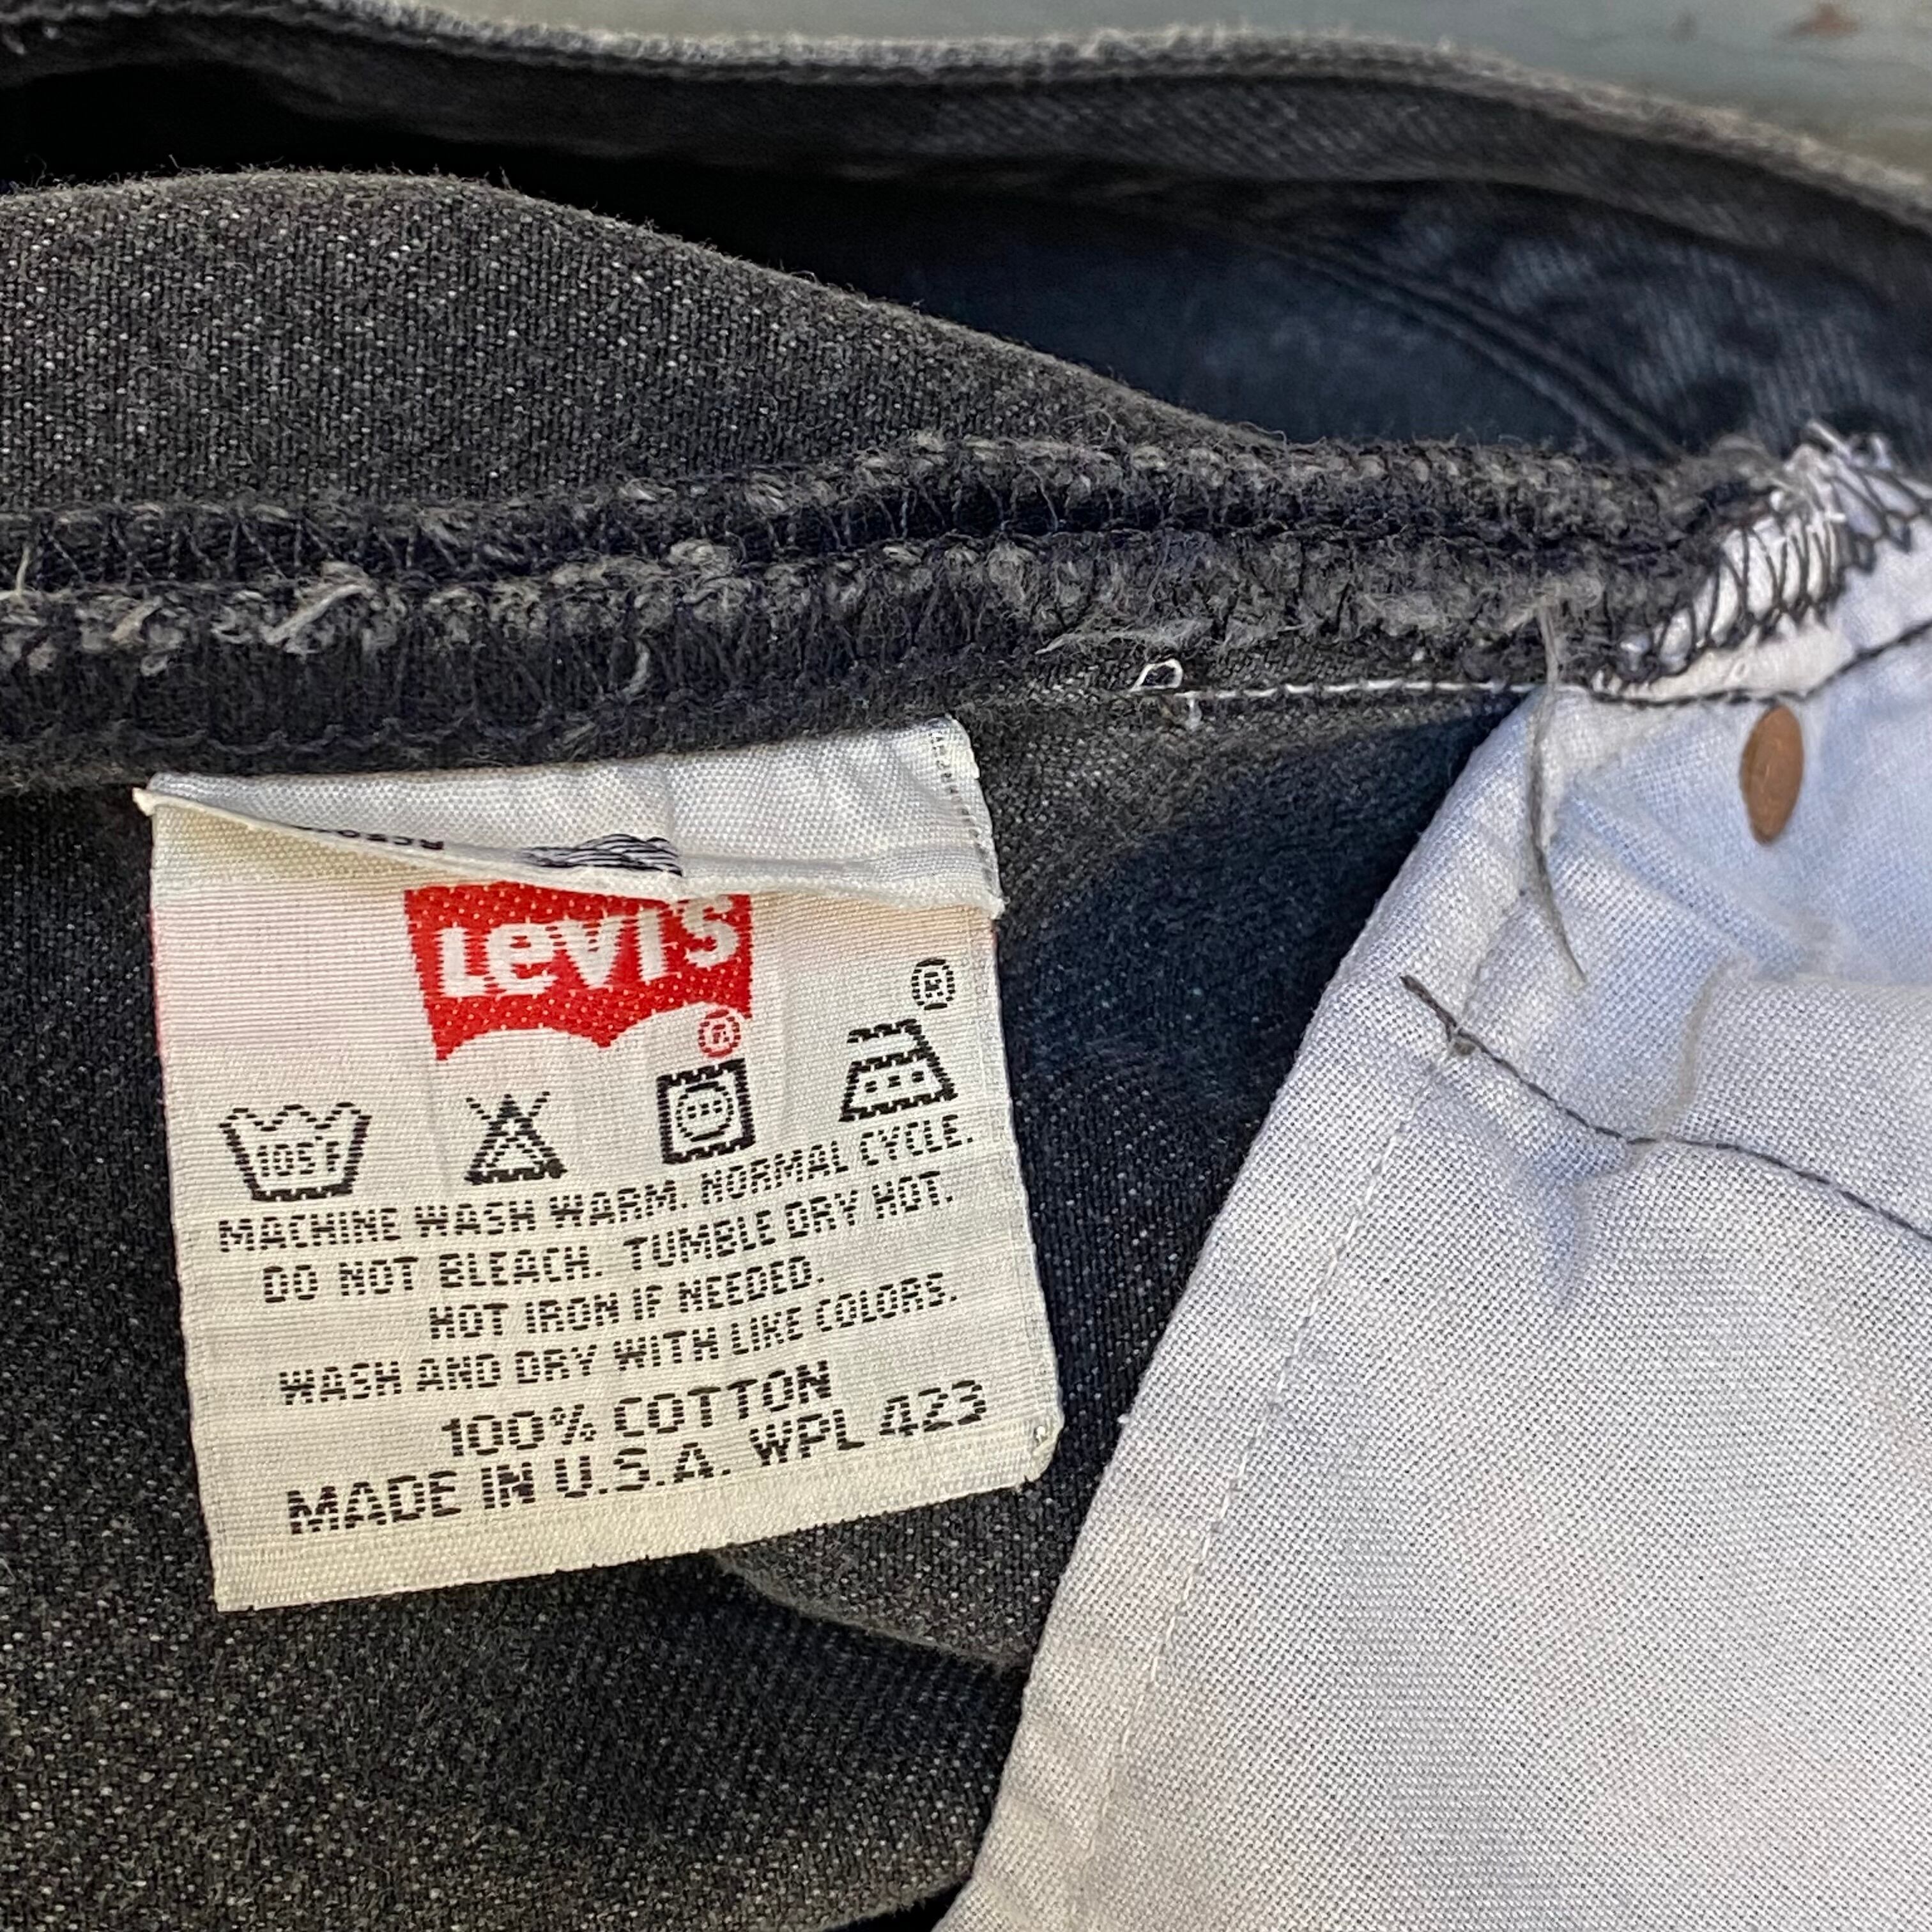 Levi's
®
®
105F
MACHINE WASH WARM. NORMAL CYCLE.
DO NOT BLEACH. TUMBLE DRY HOT.
HOT IRON IF NEEDED.
WASH AND DRY WITH LIKE COLORS.
100% COTTON
MADE IN U.S.A. WPL 423